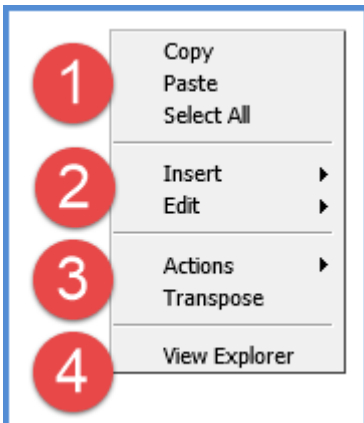 1
Copy
Paste
Select All
2
Insert
Edit
3
Actions
Transpose
4
View Explorer